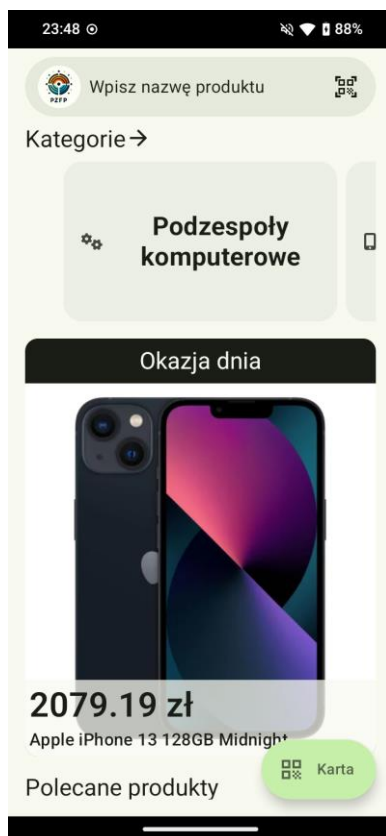 23:48
88%
PZFP
Wpisz nazwę produktu
Kategorie
Podzespoły
komputerowe
Okazja dnia
2079.19 zł
Apple iPhone 13 128GB Midnight
Karta
Polecane produkty